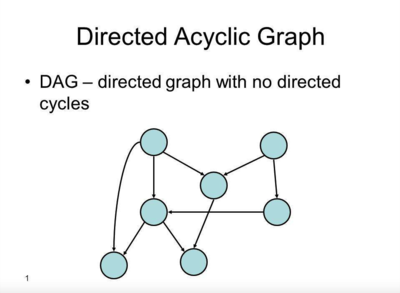 Directed Acyclic Graph
• DAG – directed graph with no directed
cycles
1